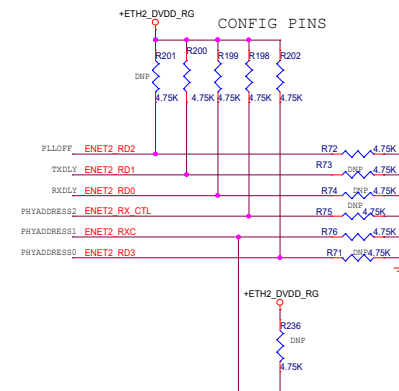 +ETH2_DVDD_RG
CONFIG PINS
R201 R200 R199 R198 R202
DNP
4.75K 4.75K 4.75K 4.75K 4.75K
PLLOFF ENET2_RD2 R72 4.75K
TXDLY ENET2_RD1 R73 DNP 4.75K
RXDLY ENET2_RD0 R74 DNP 4.75K
PHYADDRESS2 ENET2_RX_CTL R75 DNP 4.75K
PHYADDRESS1 ENET2_RXC R76 4.75K
PHYADDRESS0 ENET2_RD3 R71 DNP 4.75K
+ETH2_DVDD_RG
R236
DNP
4.75K